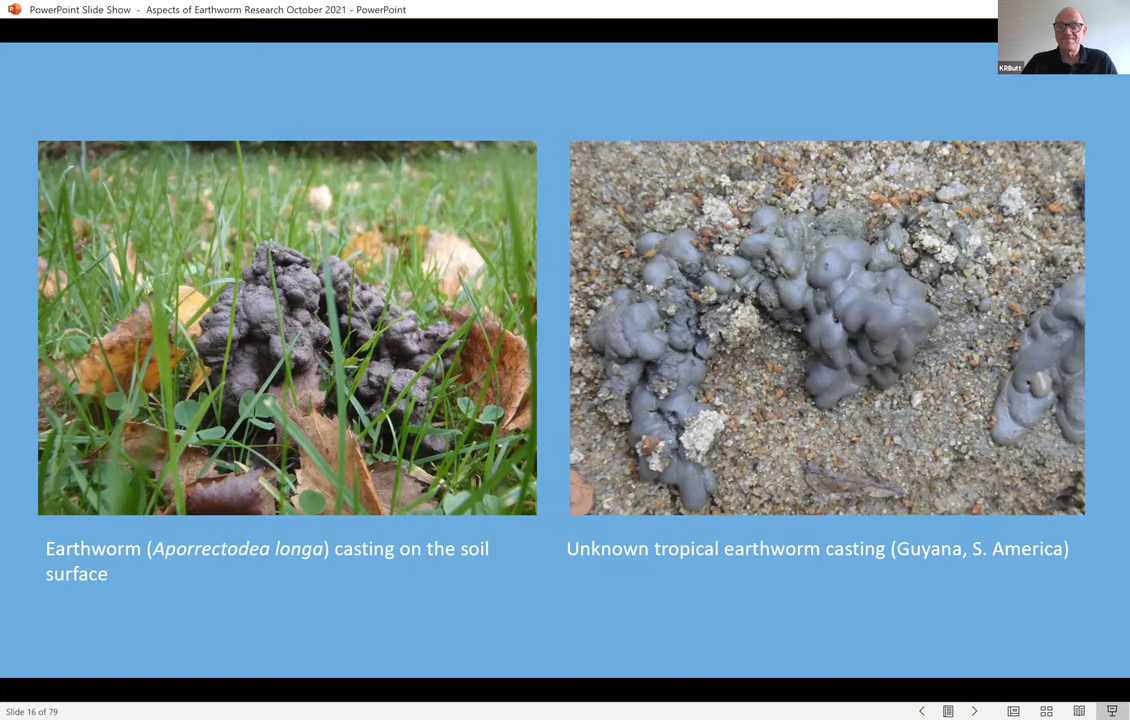 PowerPoint Slide Show - Aspects of Earthworm Research October 2021 - PowerPoint
KRButt
Earthworm (Aporrectodea longa) casting on the soil
surface
Unknown tropical earthworm casting (Guyana, S. America)
Slide 16 of 79